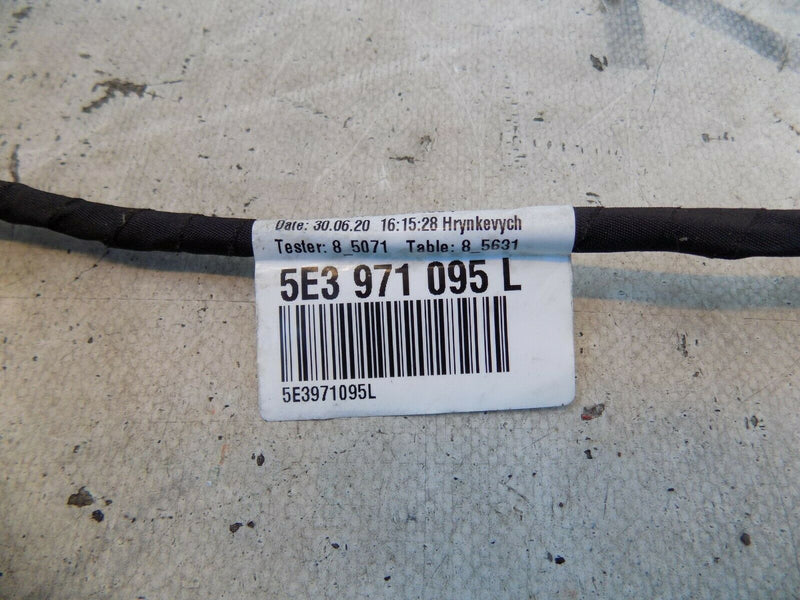 Date: 30.06.20 16:15:28 Hrynkevych
Tester: 8_5071 Table: 8_5631
5E3 971 095 L
5E3971095L